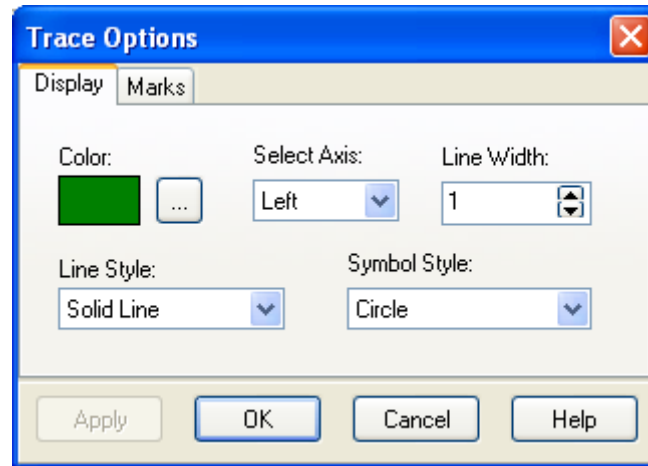 Trace Options
Display Marks
Color: Select Axis: Line Width:
... Left 1
Line Style: Symbol Style:
Solid Line Circle
Apply OK Cancel Help